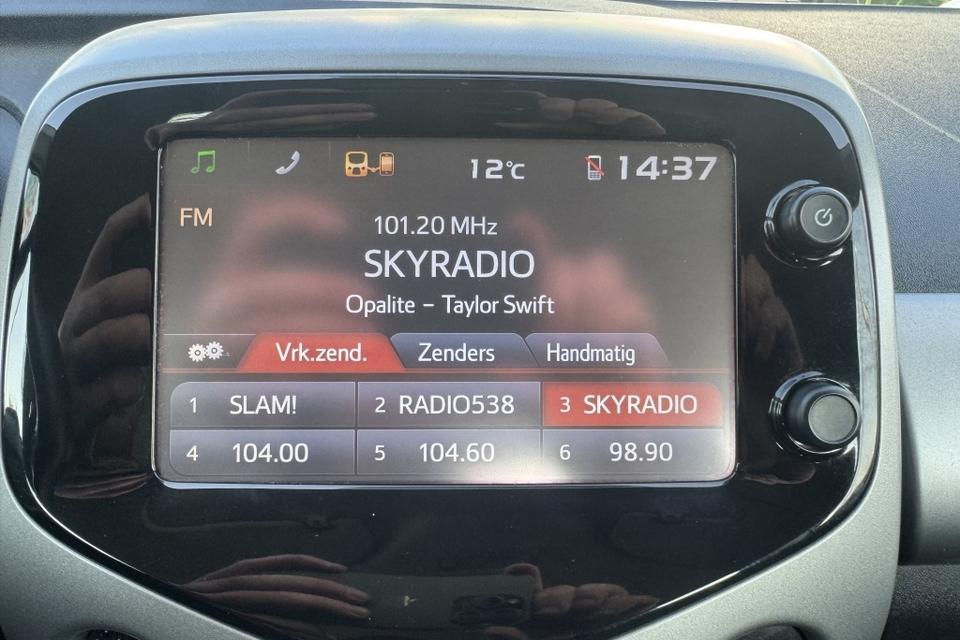 12°C 14:37
FM
101.20 MHz
SKYRADIO
Opalite – Taylor Swift
Vrk.zend. Zenders Handmatig
1 SLAM! 2 RADIO538 3 SKYRADIO
4 104.00 5 104.60 6 98.90